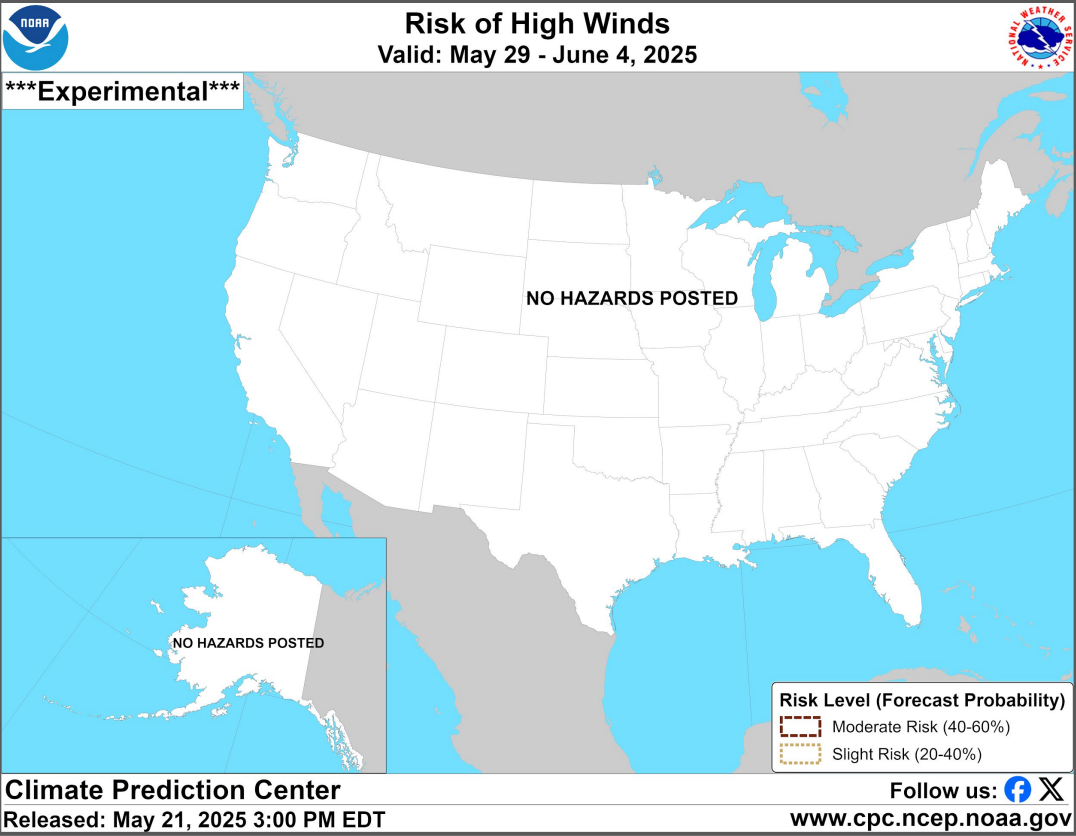 NOAA
Risk of High Winds
Valid: May 29 - June 4, 2025
NATIONAL WEATHER SERVICE
***Experimental***
NO HAZARDS POSTED
NO HAZARDS POSTED
Risk Level (Forecast Probability)
Moderate Risk (40-60%)
Slight Risk (20-40%)
Climate Prediction Center
Follow us:
Released: May 21, 2025 3:00 PM EDT
www.cpc.ncep.noaa.gov